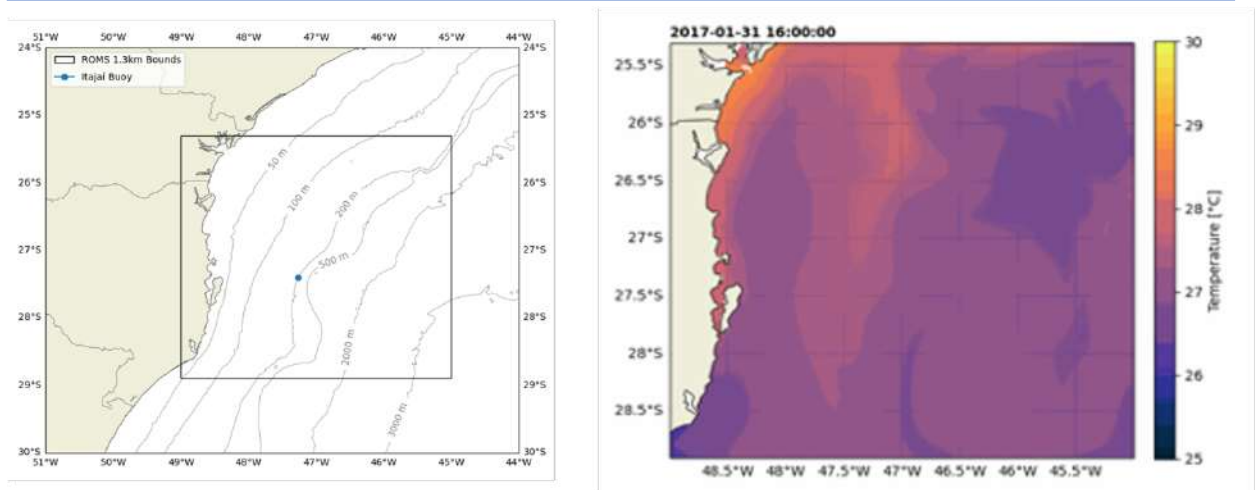 51°W 50°W 49°W 48°W 47°W 46°W 45°W 44°W
24°S 24°S
ROMS 1.3km Bounds
Itajaí Buoy
25°S 25°S
26°S 26°S
27°S 27°S
28°S 28°S
29°S 29°S
30°S 30°S
50 m
100 m
200 m
500 m
2000 m
3000 m
51°W 50°W 49°W 48°W 47°W 46°W 45°W 44°W
2017-01-31 16:00:00
25.5°S
26°S
26.5°S
27°S
27.5°S
28°S
28.5°S
48.5°W 48°W 47.5°W 47°W 46.5°W 46°W 45.5°W
30
29
28
27
26
25
Temperature [°C]